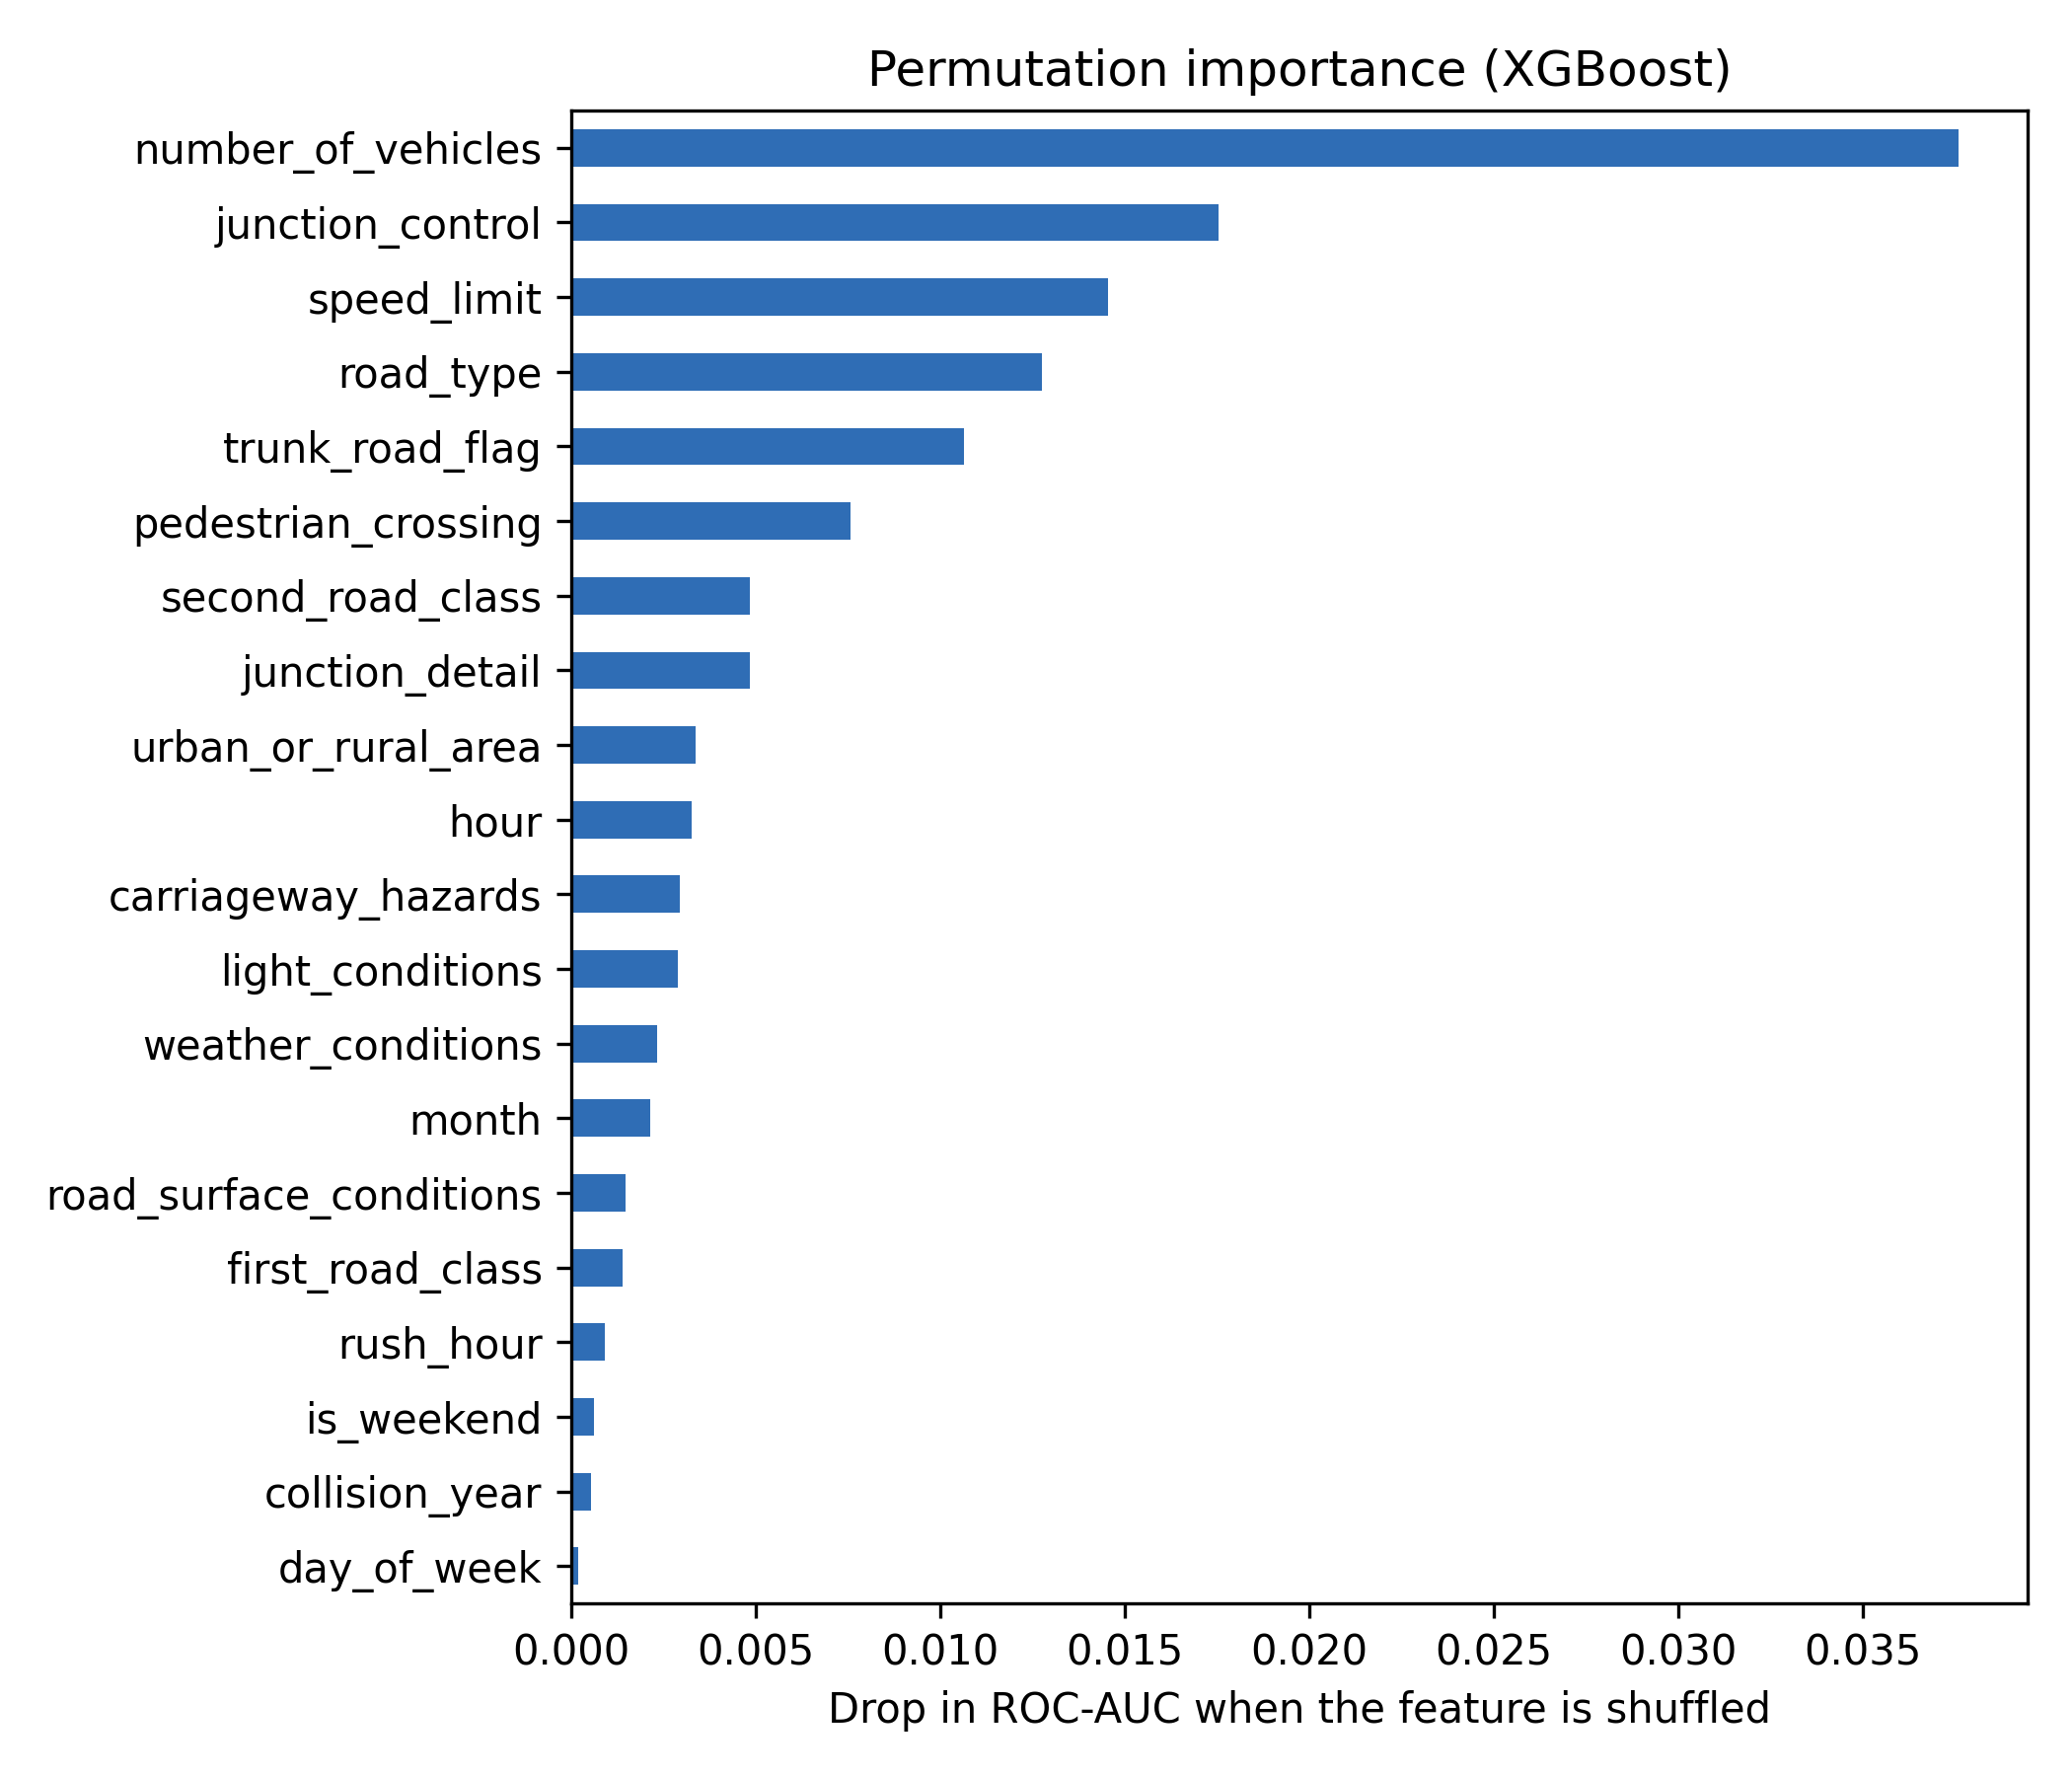 Permutation importance (XGBoost)
number_of_vehicles
junction_control
speed_limit
road_type
trunk_road_flag
pedestrian_crossing
second_road_class
junction_detail
urban_or_rural_area
hour
carriageway_hazards
light_conditions
weather_conditions
month
road_surface_conditions
first_road_class
rush_hour
is_weekend
collision_year
day_of_week
0.000 0.005 0.010 0.015 0.020 0.025 0.030 0.035
Drop in ROC-AUC when the feature is shuffled